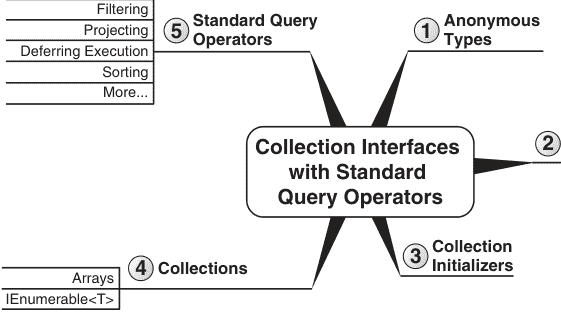 Filtering
Projecting
Deferring Execution
Sorting
More...
5 Standard Query
Operators
1 Anonymous
Types
Collection Interfaces
with Standard
Query Operators
2
3 Collection
Initializers
4 Collections
Arrays
IEnumerable<T>